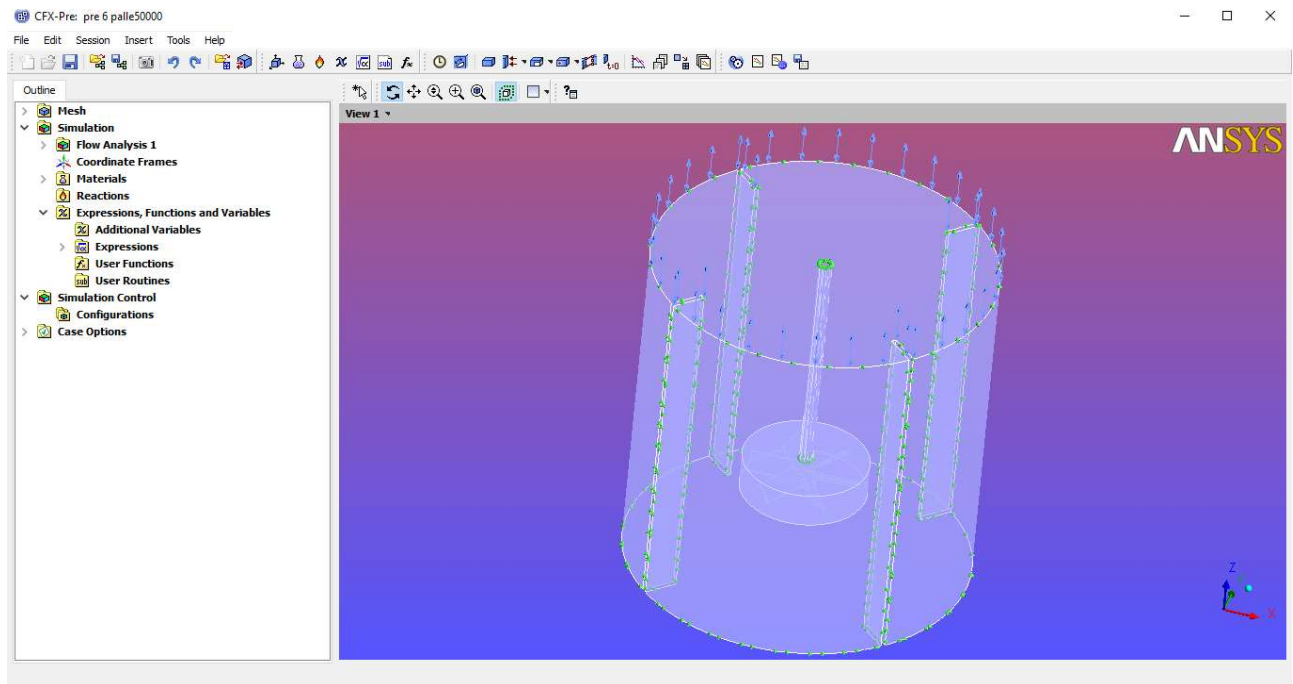 CFX-Pre: pre 6 palle50000
File Edit Session Insert Tools Help
Outline
View 1
Mesh
Simulation
Flow Analysis 1
Coordinate Frames
Materials
Reactions
Expressions, Functions and Variables
Additional Variables
Expressions
User Functions
User Routines
Simulation Control
Configurations
Case Options
ANSYS
Z
X